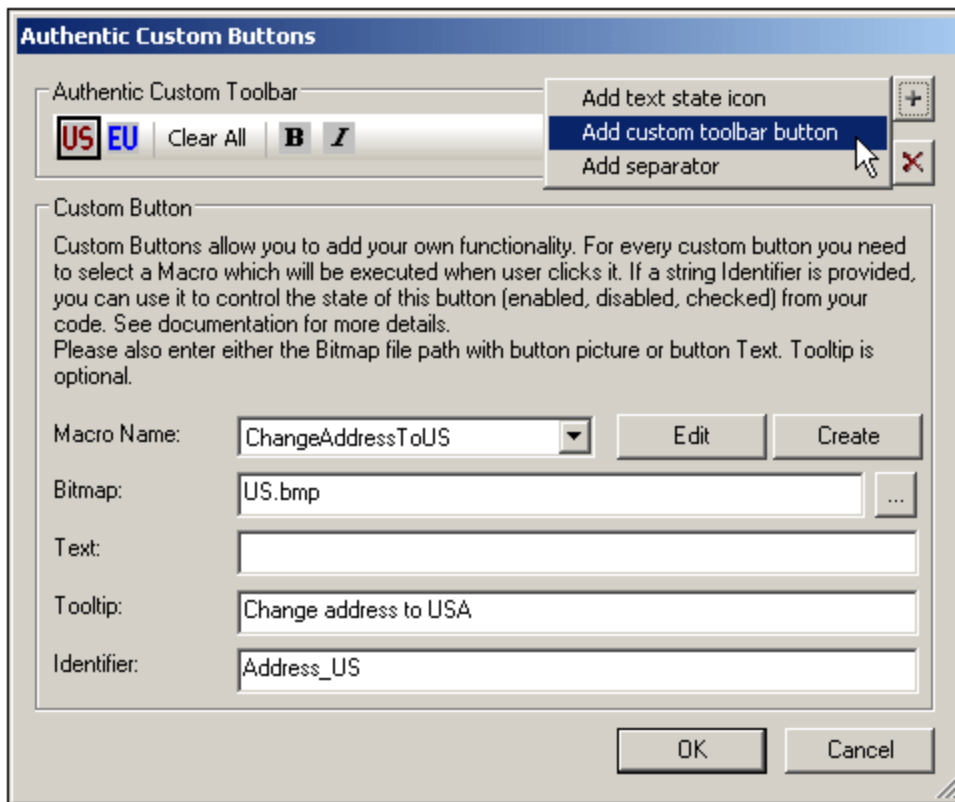 Authentic Custom Buttons
Authentic Custom Toolbar
US EU Clear All B I
Add text state icon
Add custom toolbar button
Add separator
Custom Button
Custom Buttons allow you to add your own functionality. For every custom button you need
to select a Macro which will be executed when user clicks it. If a string Identifier is provided,
you can use it to control the state of this button (enabled, disabled, checked) from your
code. See documentation for more details.
Please also enter either the Bitmap file path with button picture or button Text. Tooltip is
optional.
Macro Name: ChangeAddressToUS Edit Create
Bitmap: US.bmp ...
Text:
Tooltip: Change address to USA
Identifier: Address_US
OK Cancel